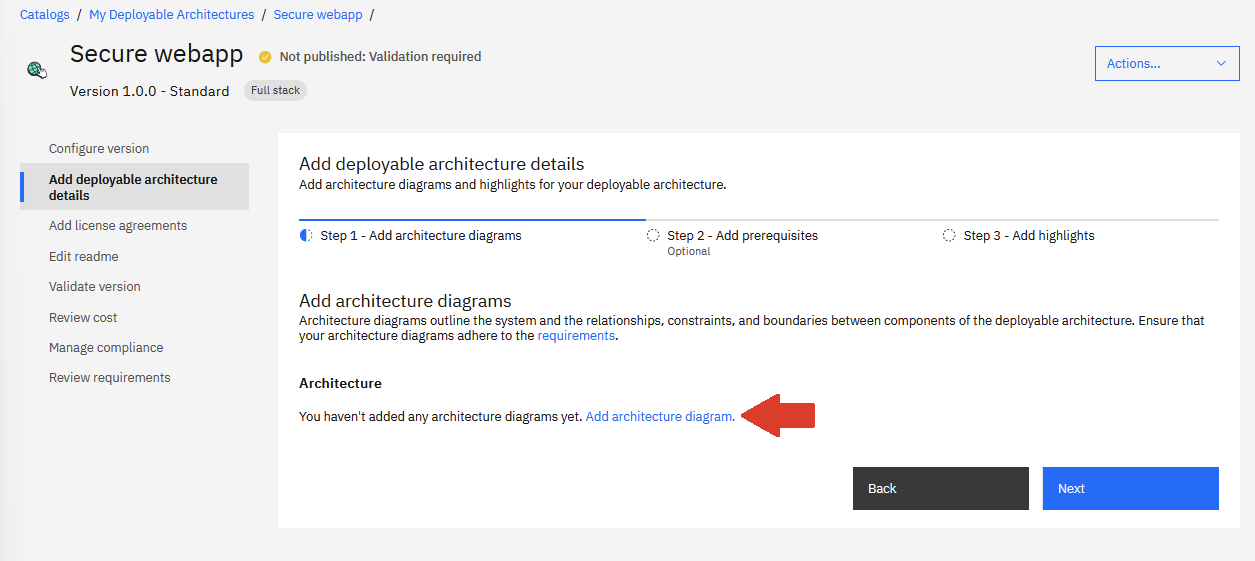 Catalogs / My Deployable Architectures / Secure webapp /
Secure webapp Not published: Validation required
Actions...
Version 1.0.0 - Standard Full stack
Configure version
Add deployable architecture
details
Add license agreements
Edit readme
Validate version
Review cost
Manage compliance
Review requirements
Add deployable architecture details
Add architecture diagrams and highlights for your deployable architecture.
Step 1 - Add architecture diagrams
Step 2 - Add prerequisites
Optional
Step 3 - Add highlights
Add architecture diagrams
Architecture diagrams outline the system and the relationships, constraints, and boundaries between components of the deployable architecture. Ensure that
your architecture diagrams adhere to the requirements.
Architecture
You haven't added any architecture diagrams yet. Add architecture diagram.
Back
Next